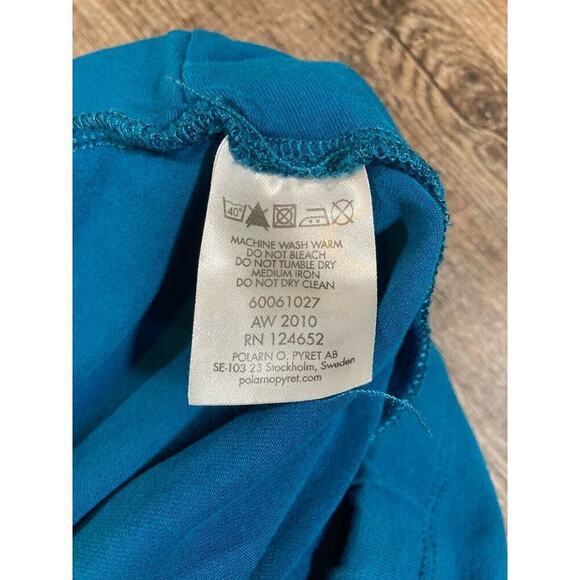 40°
MACHINE WASH WARM
DO NOT BLEACH
DO NOT TUMBLE DRY
MEDIUM IRON
DO NOT DRY CLEAN
60061027
AW 2010
RN 124652
POLARN O. PYRET AB
SE-103 23 Stockholm, Sweden
polarnopyret.com